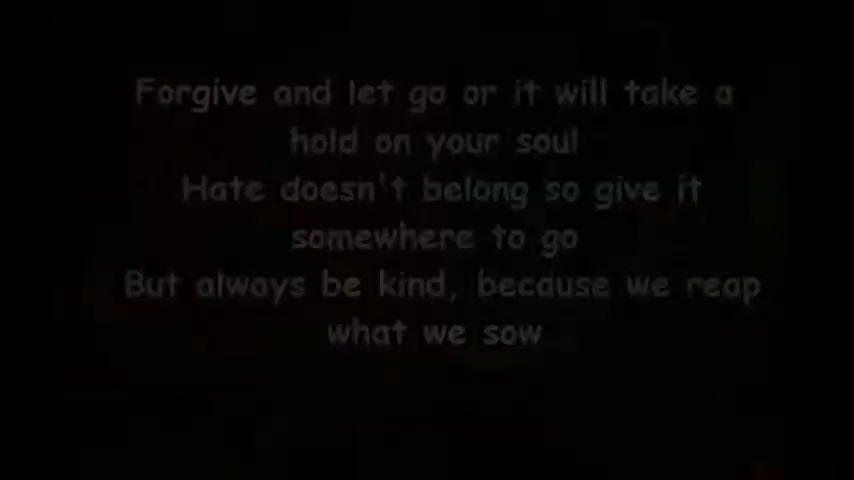 Forgive and let go or it will take a
hold on your soul
Hate doesn't belong so give it
somewhere to go
But always be kind, because we reap
what we sow